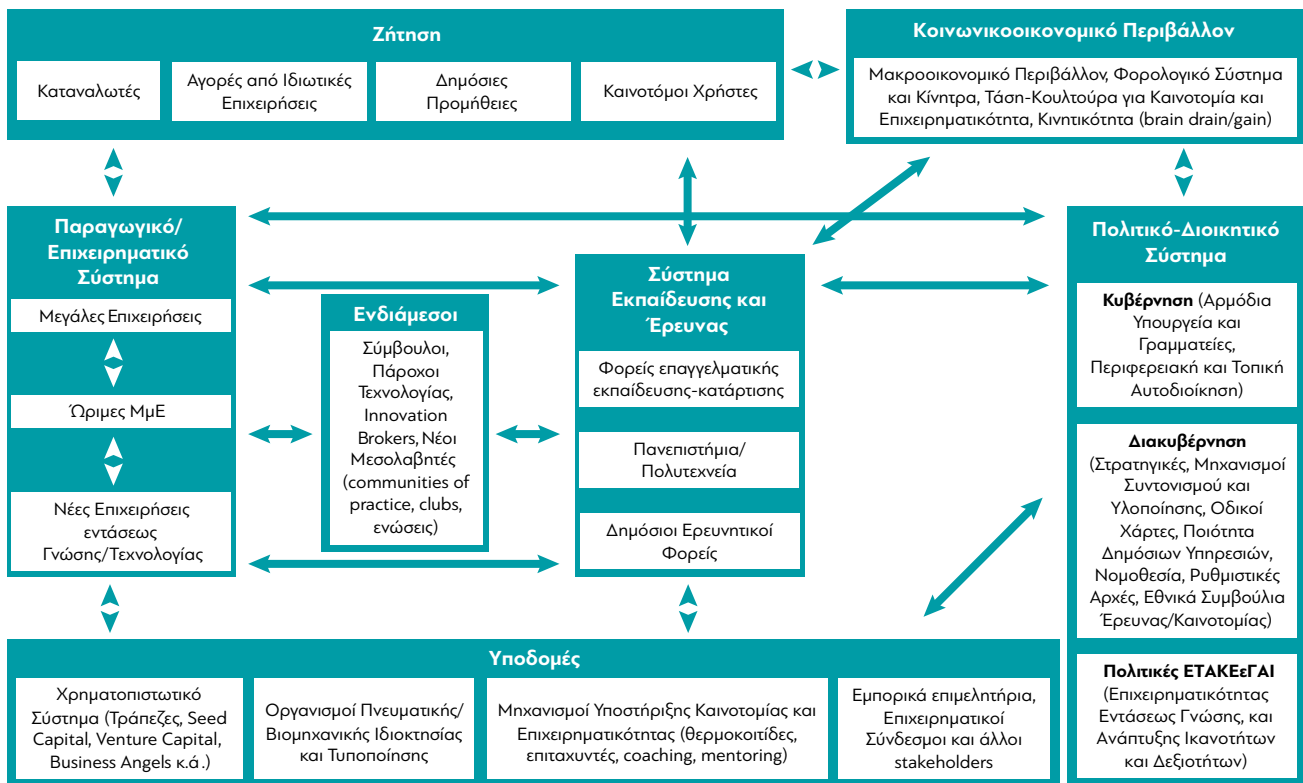 Ζήτηση
Καταναλωτές
Αγορές από Ιδιωτικές
Επιχειρήσεις
Δημόσιες
Προμήθειες
Καινοτόμοι Χρήστες
Κοινωνικοοικονομικό Περιβάλλον
Μακροοικονομικό Περιβάλλον, Φορολογικό Σύστημα
και Κίνητρα, Τάση-Κουλτούρα για Καινοτομία και
Επιχειρηματικότητα, Κινητικότητα (brain drain/gain)
Παραγωγικό/
Επιχειρηματικό
Σύστημα
Μεγάλες Επιχειρήσεις
Ώριμες ΜμΕ
Νέες Επιχειρήσεις
εντάσεως
Γνώσης/Τεχνολογίας
Ενδιάμεσοι
Σύμβουλοι,
Πάροχοι
Τεχνολογίας,
Innovation
Brokers, Νέοι
Μεσολαβητές
(communities of
practice, clubs,
ενώσεις)
Σύστημα
Εκπαίδευσης και
Έρευνας
Φορείς επαγγελματικής
εκπαίδευσης-κατάρτισης
Πανεπιστήμια/
Πολυτεχνεία
Δημόσιοι Ερευνητικοί
Φορείς
Πολιτικό-Διοικητικό
Σύστημα
Κυβέρνηση (Αρμόδια
Υπουργεία και
Γραμματείες,
Περιφερειακή και Τοπική
Αυτοδιοίκηση)
Διακυβέρνηση
(Στρατηγικές, Μηχανισμοί
Συντονισμού και
Υλοποίησης, Οδικοί
Χάρτες, Ποιότητα
Δημόσιων Υπηρεσιών,
Νομοθεσία, Ρυθμιστικές
Αρχές, Εθνικά Συμβούλια
Έρευνας/Καινοτομίας)
Πολιτικές ΕΤΑΚΕεΓΑΙ
(Επιχειρηματικότητας
Εντάσεως Γνώσης, και
Ανάπτυξης Ικανοτήτων
και Δεξιοτήτων)
Υποδομές
Χρηματοπιστωτικό
Σύστημα (Τράπεζες, Seed
Capital, Venture Capital,
Business Angels κ.ά.)
Οργανισμοί Πνευματικής/
Βιομηχανικής Ιδιοκτησίας
και Τυποποίησης
Μηχανισμοί Υποστήριξης Καινοτομίας και
Επιχειρηματικότητας (θερμοκοιτίδες,
επιταχυντές, coaching, mentoring)
Εμπορικά επιμελητήρια,
Επιχειρηματικοί
Σύνδεσμοι και άλλοι
stakeholders